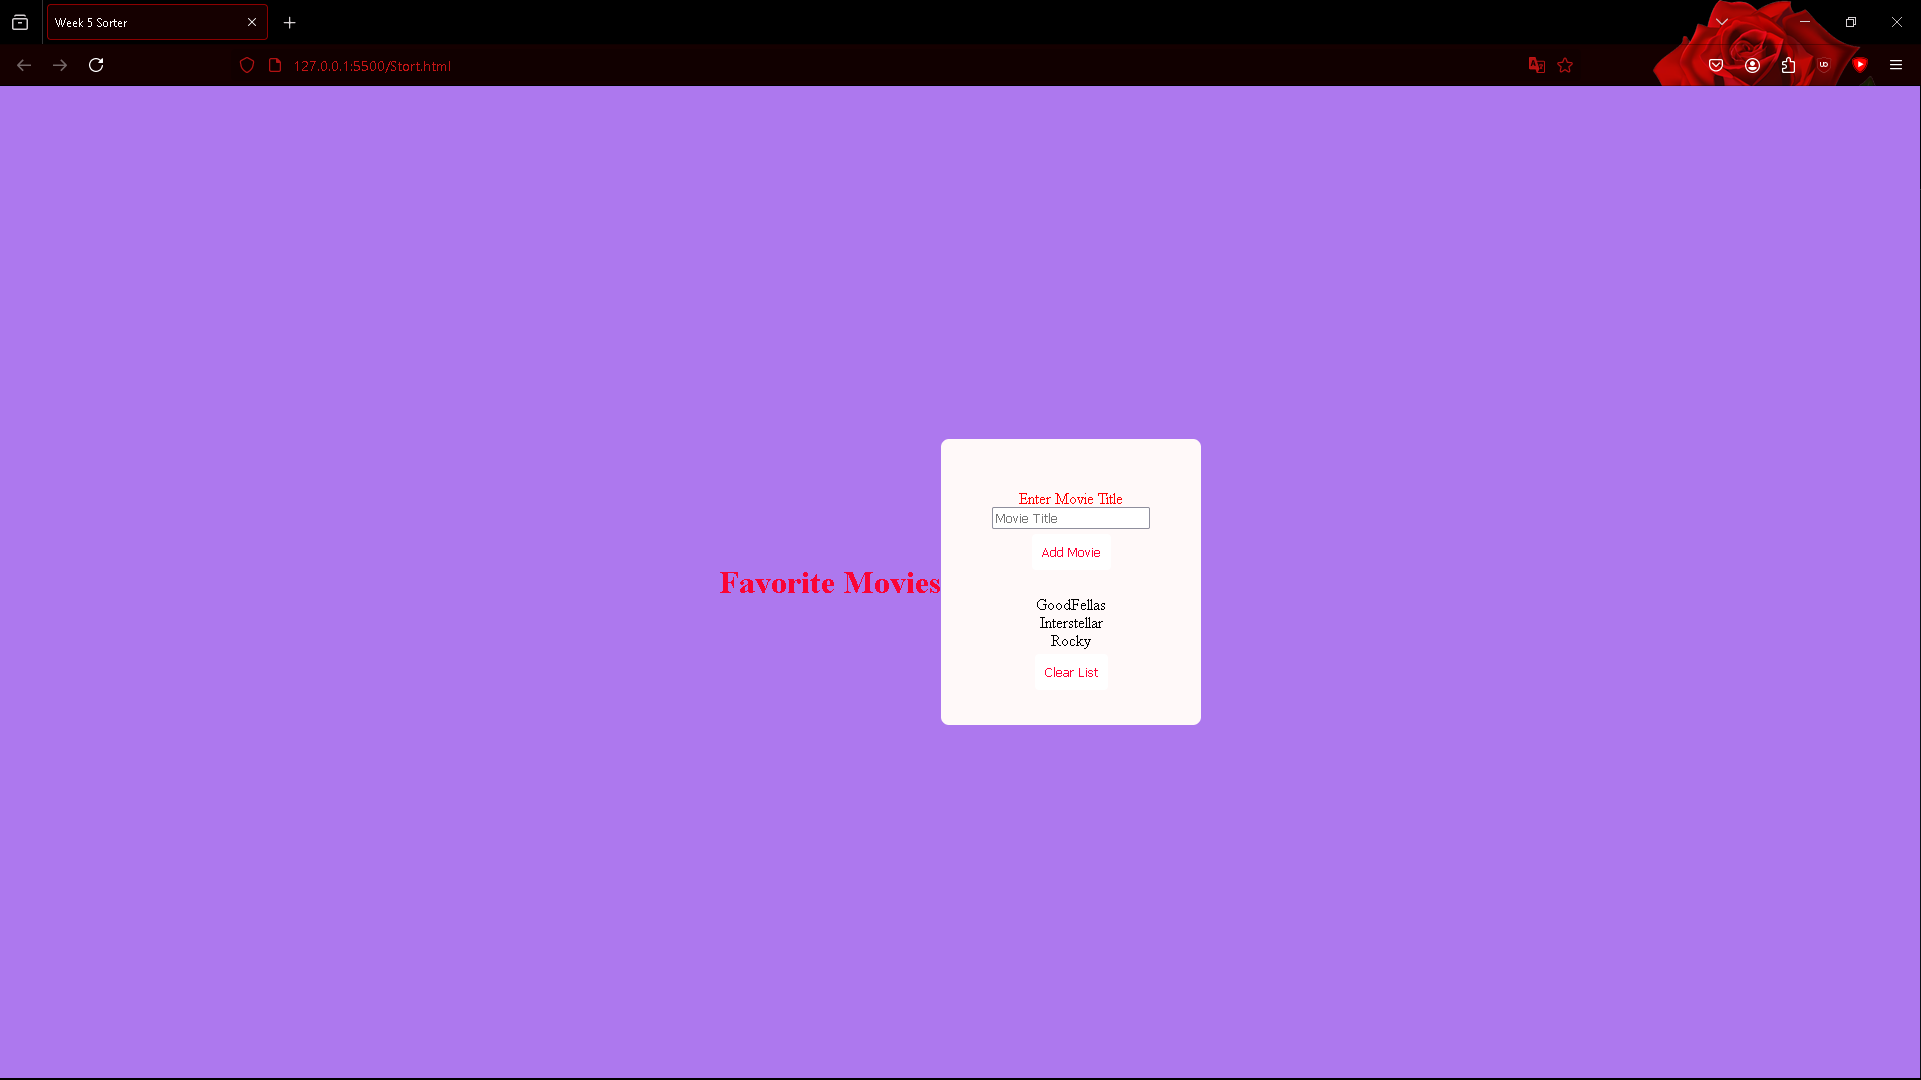 Week 5 Sorter
127.0.0.1:5500/Stort.html
Enter Movie Title
Movie Title
Add Movie
Favorite Movies
GoodFellas
Interstellar
Rocky
Clear List